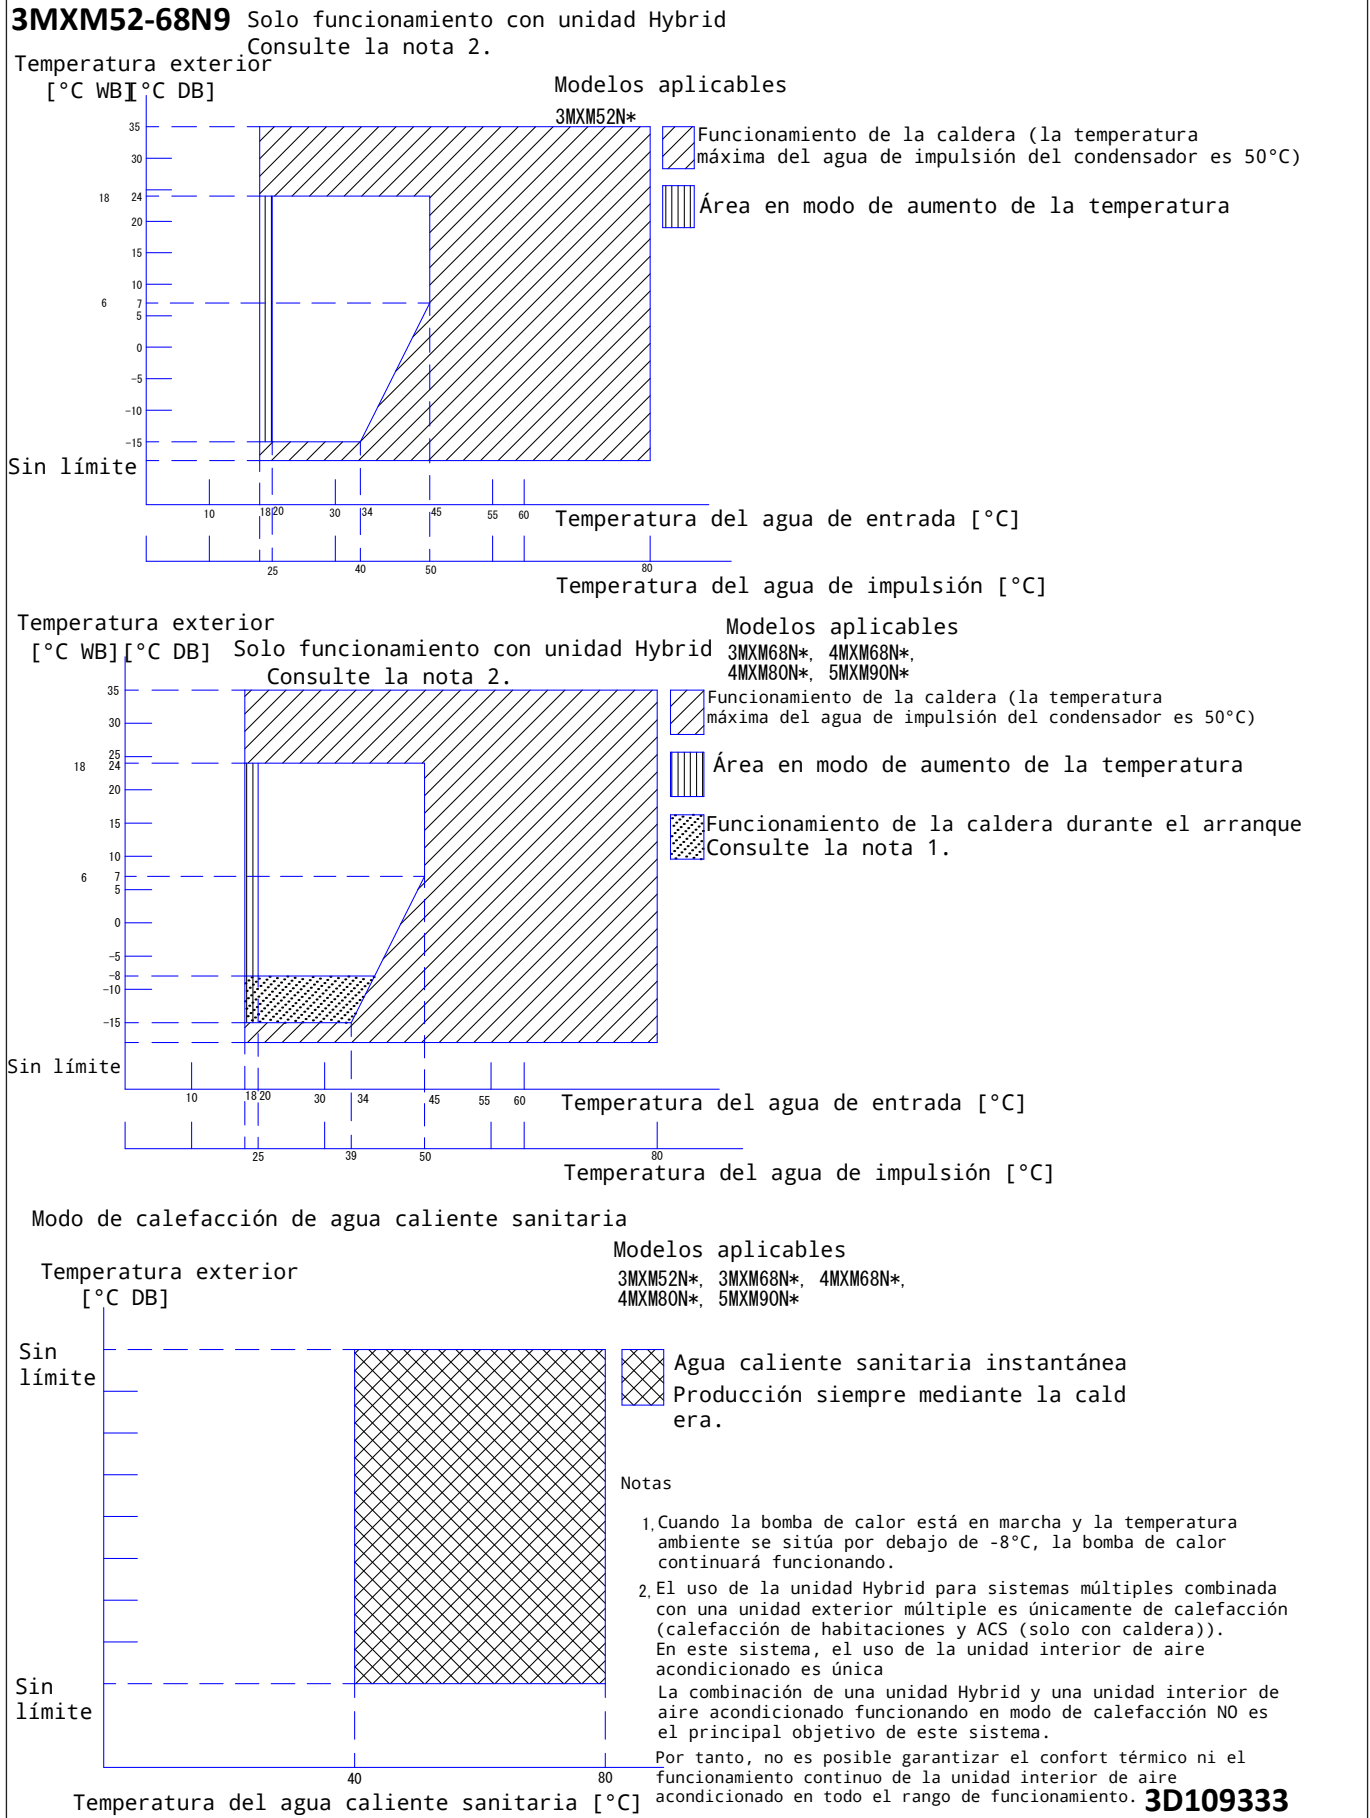 3MXM52-68N9 Solo funcionamiento con unidad Hybrid
Consulte la nota 2.
Temperatura exterior
[°C WB][°C DB]
Modelos aplicables
3MXM52N*
Funcionamiento de la caldera (la temperatura
máxima del agua de impulsión del condensador es 50°C)
Área en modo de aumento de la temperatura
35
30
18 24
20
15
10
6 7
5
0
-5
-10
-15
Sin límite
10 18 20 30 34 45 55 60
Temperatura del agua de entrada [°C]
25 40 50 80
Temperatura del agua de impulsión [°C]
Temperatura exterior
[°C WB][°C DB]
Solo funcionamiento con unidad Hybrid
Consulte la nota 2.
Modelos aplicables
3MXM68N*, 4MXM68N*,
4MXM80N*, 5MXM90N*
Funcionamiento de la caldera (la temperatura
máxima del agua de impulsión del condensador es 50°C)
Área en modo de aumento de la temperatura
Funcionamiento de la caldera durante el arranque
Consulte la nota 1.
35
30
25
18 24
20
15
10
6 7
5
0
-5
-8
-10
-15
Sin límite
10 18 20 30 34 45 55 60
Temperatura del agua de entrada [°C]
25 39 50 80
Temperatura del agua de impulsión [°C]
Modo de calefacción de agua caliente sanitaria
Modelos aplicables
3MXM52N*, 3MXM68N*, 4MXM68N*,
4MXM80N*, 5MXM90N*
Temperatura exterior
[°C DB]
Sin
límite
Agua caliente sanitaria instantánea
Producción siempre mediante la cald
era.
Sin
límite
40 80
Temperatura del agua caliente sanitaria [°C]
Notas
1, Cuando la bomba de calor está en marcha y la temperatura
ambiente se sitúa por debajo de -8°C, la bomba de calor
continuará funcionando.
2, El uso de la unidad Hybrid para sistemas múltiples combinada
con una unidad exterior múltiple es únicamente de calefacción
(calefacción de habitaciones y ACS (solo con caldera)).
En este sistema, el uso de la unidad interior de aire
acondicionado es única
La combinación de una unidad Hybrid y una unidad interior de
aire acondicionado funcionando en modo de calefacción NO es
el principal objetivo de este sistema.
Por tanto, no es posible garantizar el confort térmico ni el
funcionamiento continuo de la unidad interior de aire
acondicionado en todo el rango de funcionamiento.
3D109333